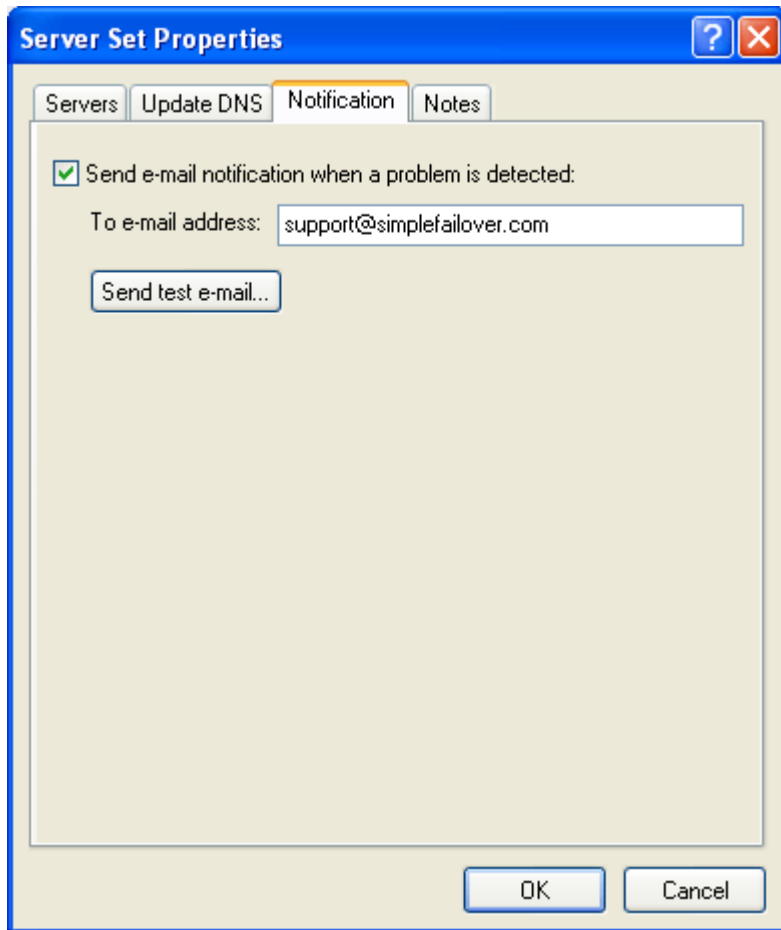 Server Set Properties
?
Servers Update DNS Notification Notes
Send e-mail notification when a problem is detected:
To e-mail address: support@simplefailover.com
Send test e-mail...
OK Cancel